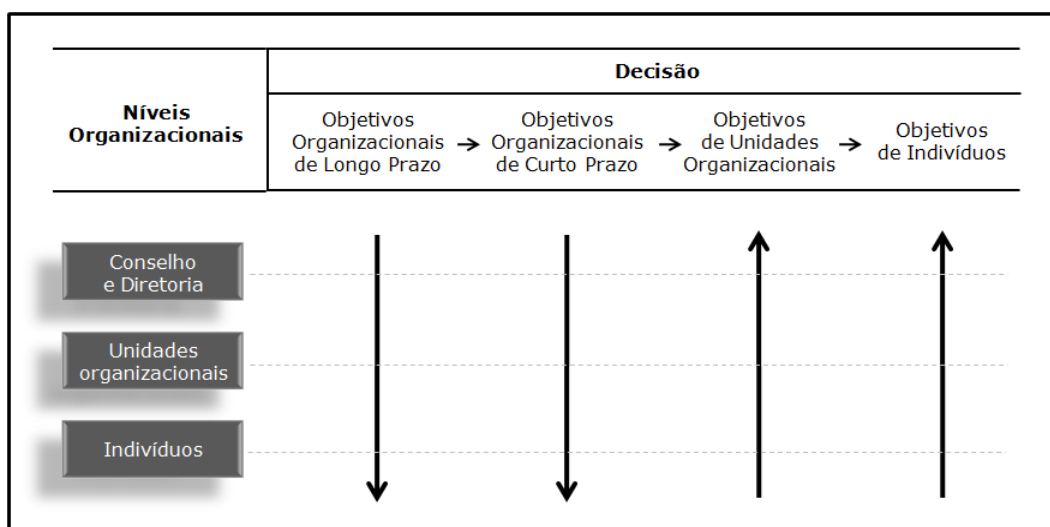 Níveis
Organizacionais
Decisão
Objetivos
Organizacionais
de Longo Prazo
Objetivos
Organizacionais
de Curto Prazo
Objetivos
de Unidades
Organizacionais
Objetivos
de Indivíduos
Conselho
e Diretoria
Unidades
organizacionais
Indivíduos